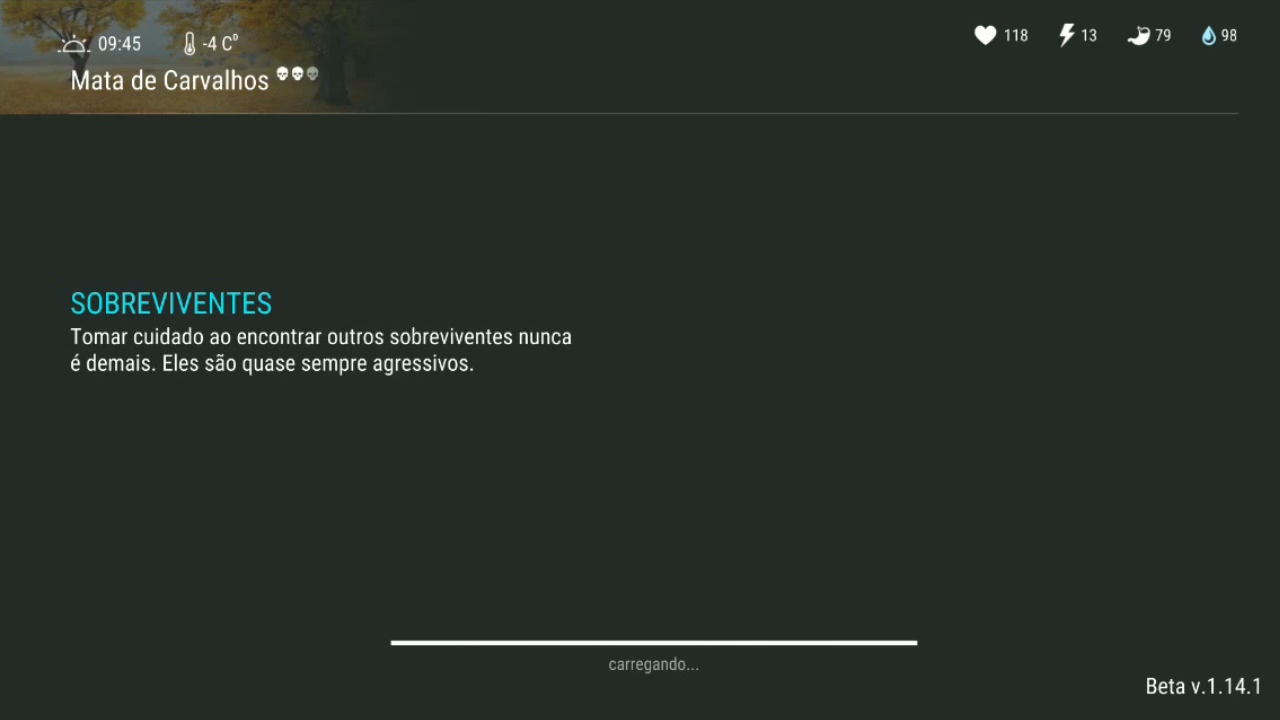 09:45 -4 Cº
118 13 79 98
Mata de Carvalhos
SOBREVIVENTES
Tomar cuidado ao encontrar outros sobreviventes nunca
é demais. Eles são quase sempre agressivos.
carregando...
Beta v.1.14.1